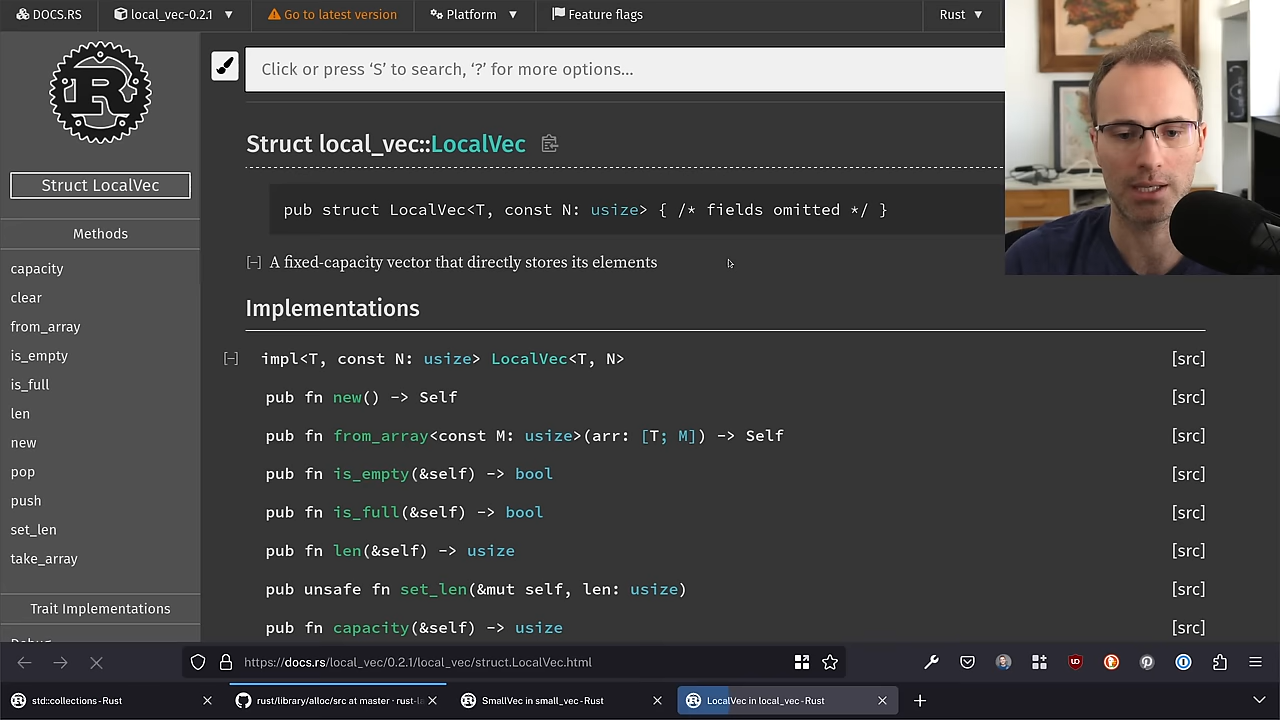 DOCS.RS
local_vec-0.2.1
Go to latest version
Platform
Feature flags
Rust
Click or press ‘S’ to search, ‘?’ for more options…
Struct LocalVec
Methods
capacity
clear
from_array
is_empty
is_full
len
new
pop
push
set_len
take_array
Trait Implementations
Struct local_vec::LocalVec
pub struct LocalVec<T, const N: usize> { /* fields omitted */ }
[−] A fixed-capacity vector that directly stores its elements
Implementations
[−] impl<T, const N: usize> LocalVec<T, N> [src]
pub fn new() -> Self [src]
pub fn from_array<const M: usize>(arr: [T; M]) -> Self [src]
pub fn is_empty(&self) -> bool [src]
pub fn is_full(&self) -> bool [src]
pub fn len(&self) -> usize [src]
pub unsafe fn set_len(&mut self, len: usize) [src]
pub fn capacity(&self) -> usize [src]
https://docs.rs/local_vec/0.2.1/local_vec/struct.LocalVec.html
std::collections - Rust
rust/library/alloc/src at master · rust-la
SmallVec in small_vec - Rust
LocalVec in local_vec - Rust